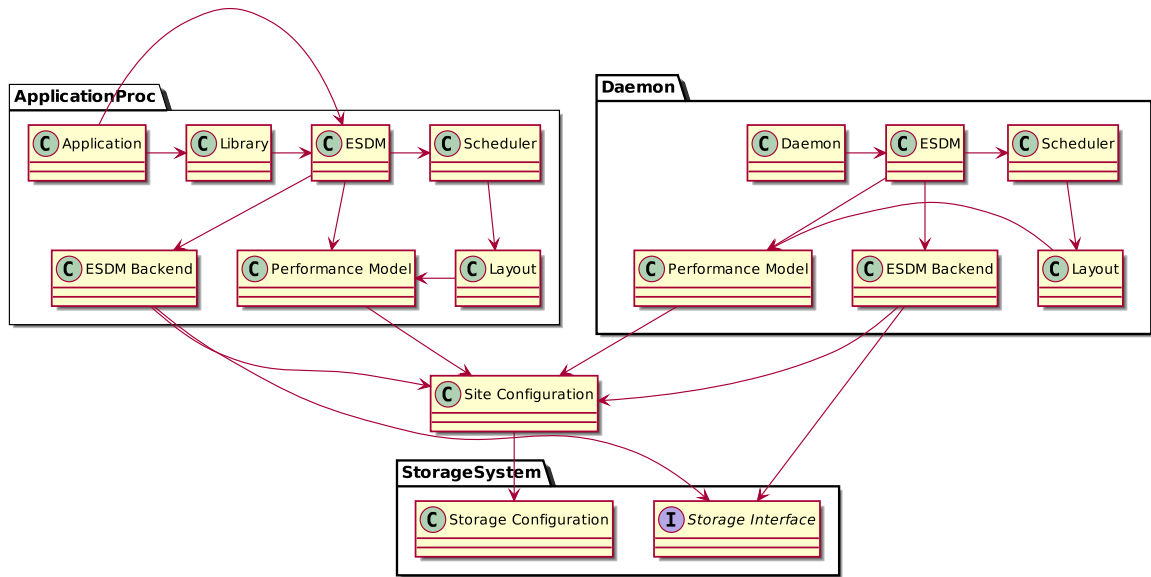 ApplicationProc
C Application
C Library
C ESDM
C Scheduler
C ESDM Backend
C Performance Model
C Layout
Daemon
C Daemon
C ESDM
C Scheduler
C Performance Model
C ESDM Backend
C Layout
C Site Configuration
StorageSystem
C Storage Configuration
I Storage Interface